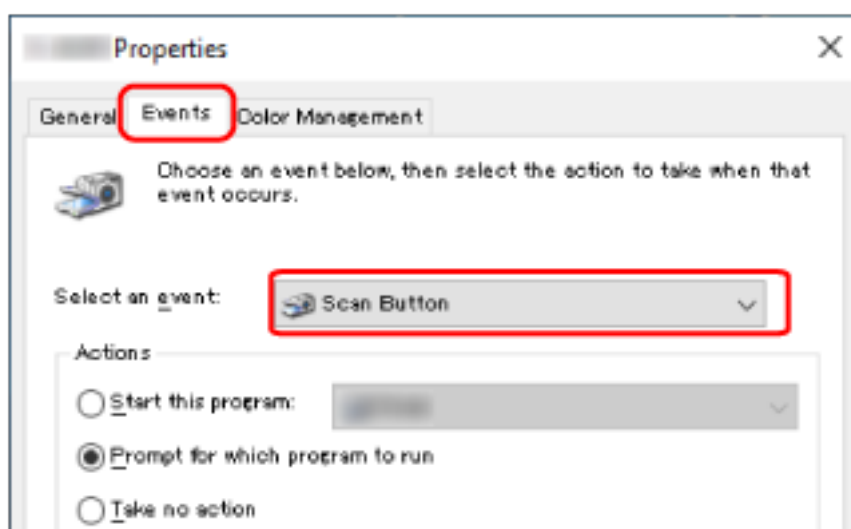 Properties
General Events Color Management
Choose an event below, then select the action to take when that
event occurs.
Select an event: Scan Button
Actions
Start this program:
Prompt for which program to run
Take no action